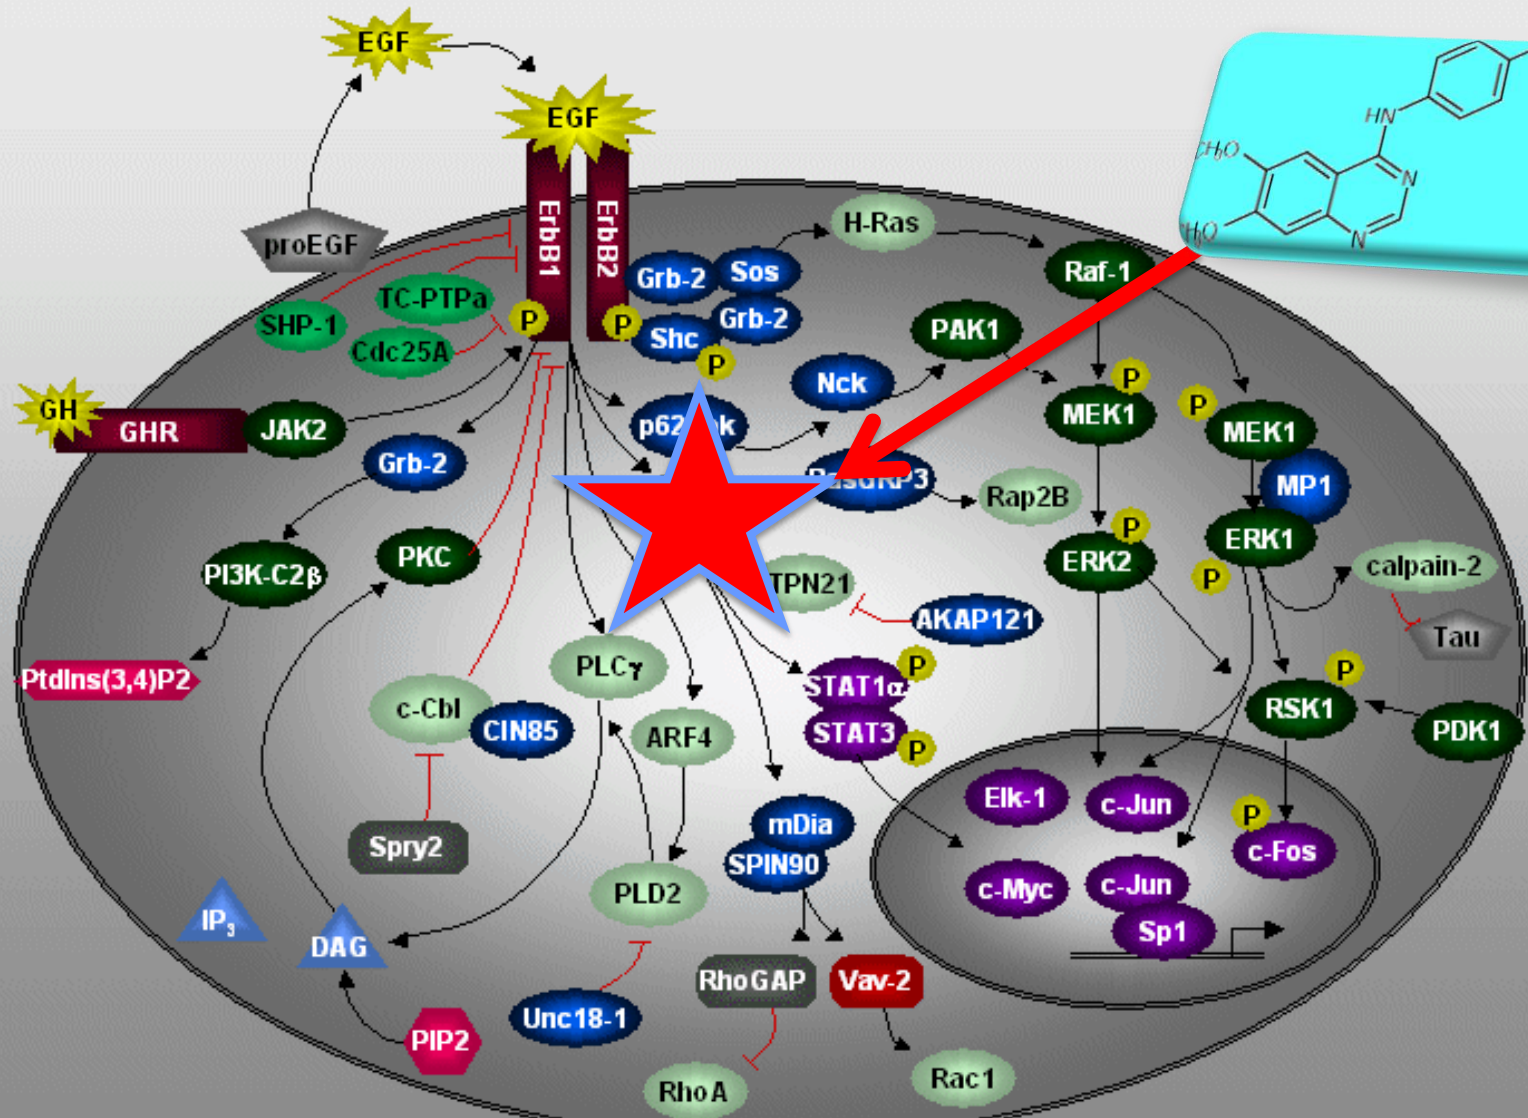 EGF
EGF
HN
N
N
ErbB1
ErbB2
H-Ras
proEGF
Grb-2
Sos
Raf-1
TC-PTPa
SHP-1
P
P
Grb-2
PAK1
Shc
Cdc25A
P
P
Nck
P
GH
GHR
JAK2
MEK1
MEK1
Grb-2
MP1
Rap2B
P
PKC
ERK2
ERK1
PI3K-C2β
P
calpain-2
TPN21
AKAP121
Tau
PtdIns(3,4)P2
PLCγ
P
P
STAT1α
c-Cbl
RSK1
CIN85
ARF4
STAT3
P
PDK1
Elk-1
c-Jun
P
mDia
Spry2
SPIN90
c-Fos
PLD2
c-Myc
c-Jun
IP3
Sp1
DAG
RhoGAP
Vav-2
Unc18-1
PIP2
RhoA
Rac1